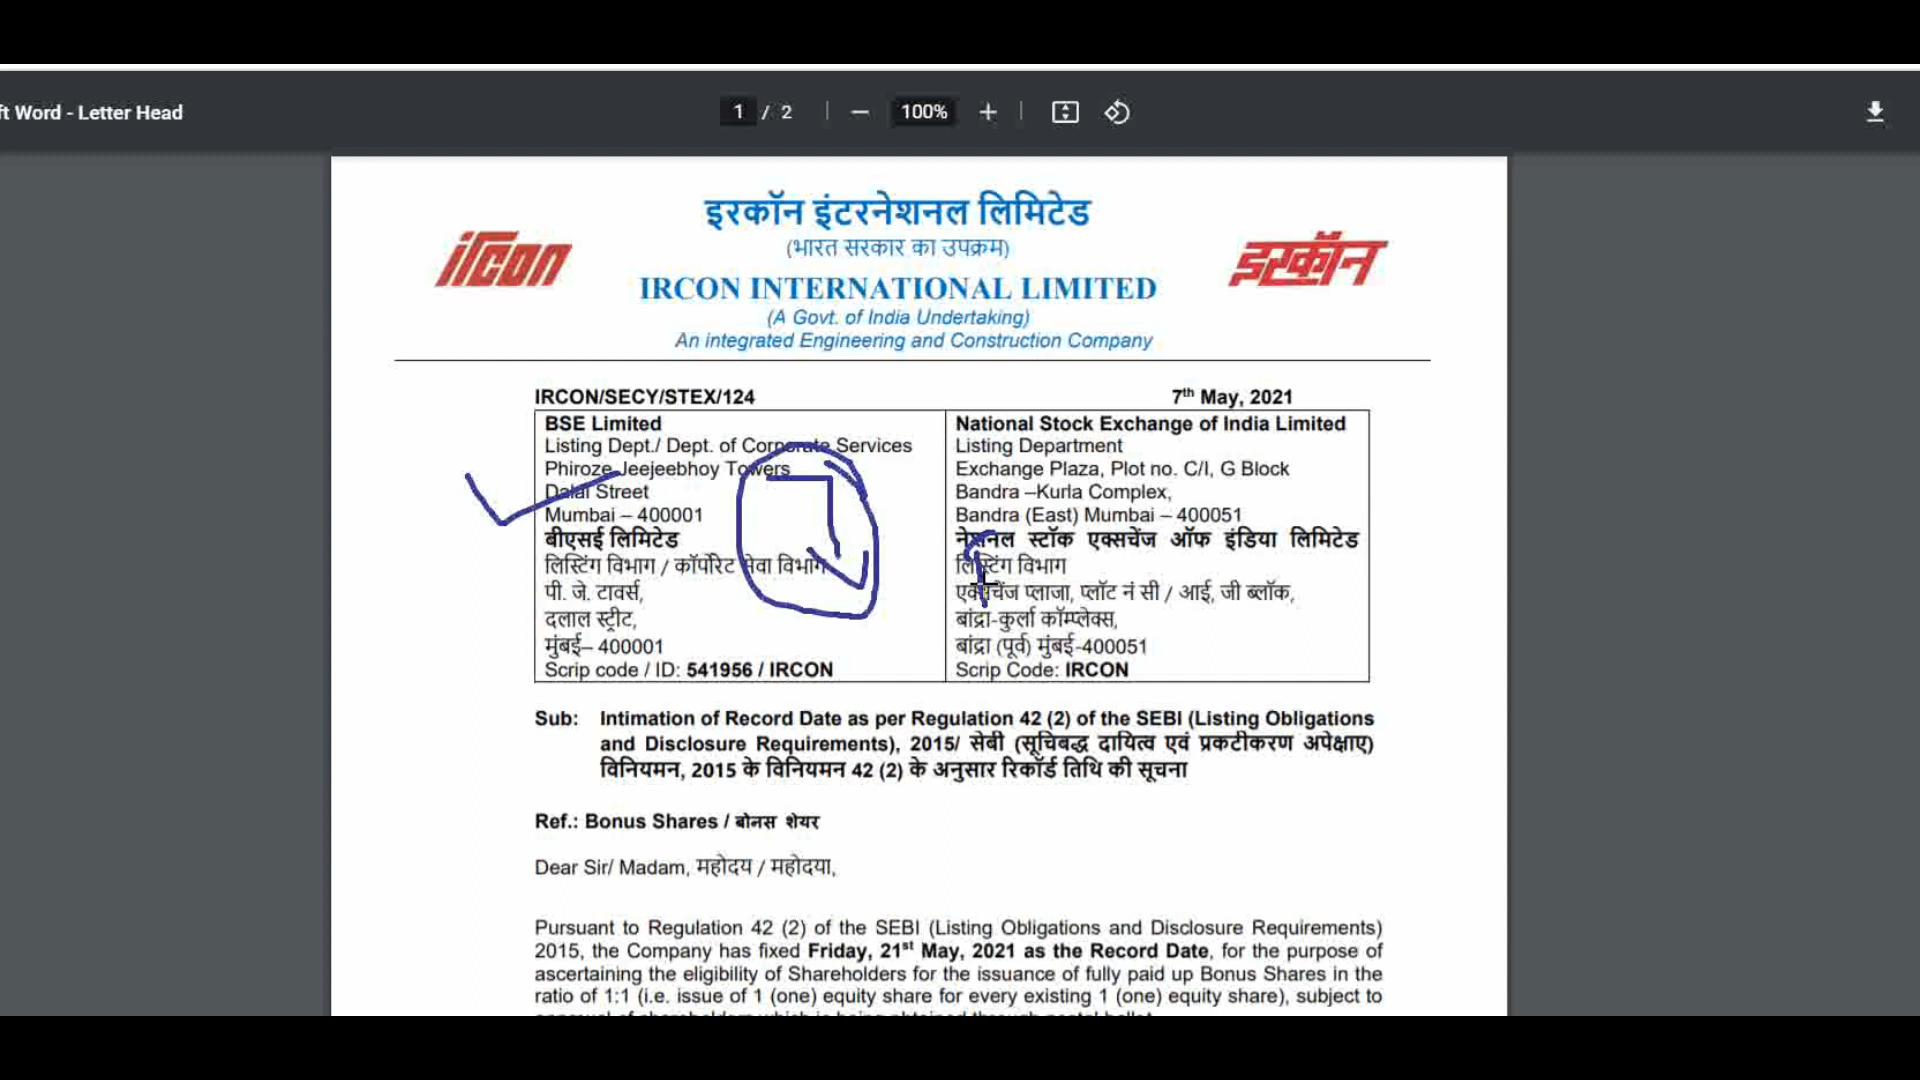 ft Word - Letter Head
1 / 2
100%
इरकॉन इंटरनेशनल लिमिटेड
(भारत सरकार का उपक्रम)
ircon
इरकॉन
IRCON INTERNATIONAL LIMITED
(A Govt. of India Undertaking)
An integrated Engineering and Construction Company
IRCON/SECY/STEX/124
7th May, 2021
BSE Limited
Listing Dept./ Dept. of Corporate Services
Phiroze Jeejeebhoy Towers
Dalal Street
Mumbai – 400001
बीएसई लिमिटेड
लिस्टिंग विभाग / कॉर्पोरेट सेवा विभाग
पी. जे. टावर्स,
दलाल स्ट्रीट,
मुंबई– 400001
Scrip code / ID: 541956 / IRCON
National Stock Exchange of India Limited
Listing Department
Exchange Plaza, Plot no. C/I, G Block
Bandra –Kurla Complex,
Bandra (East) Mumbai – 400051
नेशनल स्टॉक एक्सचेंज ऑफ इंडिया लिमिटेड
लिस्टिंग विभाग
एक्सचेंज प्लाजा, प्लॉट नं सी / आई, जी ब्लॉक,
बांद्रा-कुर्ला कॉम्प्लेक्स,
बांद्रा (पूर्व) मुंबई-400051
Scrip Code: IRCON
Sub: Intimation of Record Date as per Regulation 42 (2) of the SEBI (Listing Obligations
and Disclosure Requirements), 2015/ सेबी (सूचिबद्ध दायित्व एवं प्रकटीकरण अपेक्षाए)
विनियमन, 2015 के विनियमन 42 (2) के अनुसार रिकॉर्ड तिथि की सूचना
Ref.: Bonus Shares / बोनस शेयर
Dear Sir/ Madam, महोदय / महोदया,
Pursuant to Regulation 42 (2) of the SEBI (Listing Obligations and Disclosure Requirements)
2015, the Company has fixed Friday, 21st May, 2021 as the Record Date, for the purpose of
ascertaining the eligibility of Shareholders for the issuance of fully paid up Bonus Shares in the
ratio of 1:1 (i.e. issue of 1 (one) equity share for every existing 1 (one) equity share), subject to